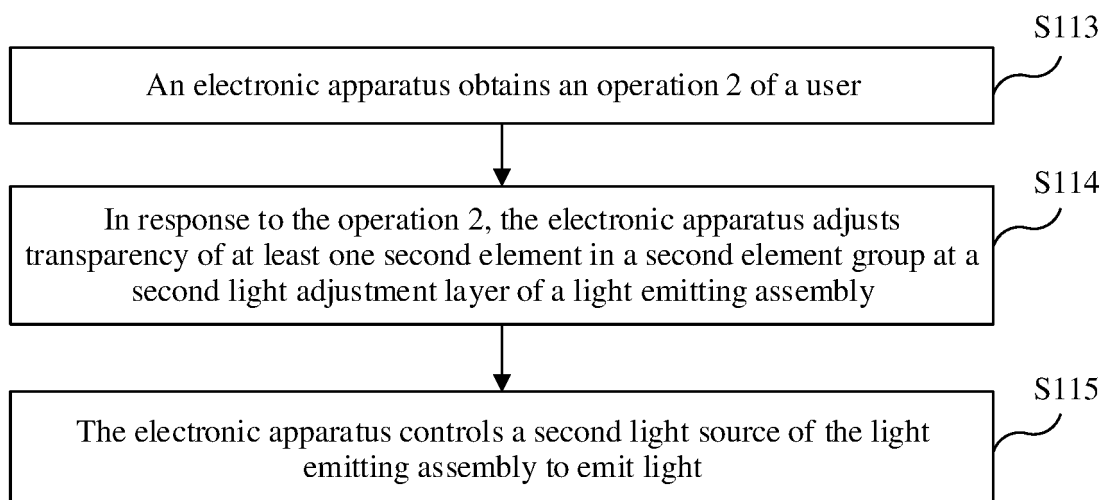 S113
An electronic apparatus obtains an operation 2 of a user
S114
In response to the operation 2, the electronic apparatus adjusts
transparency of at least one second element in a second element group at a
second light adjustment layer of a light emitting assembly
S115
The electronic apparatus controls a second light source of the light
emitting assembly to emit light